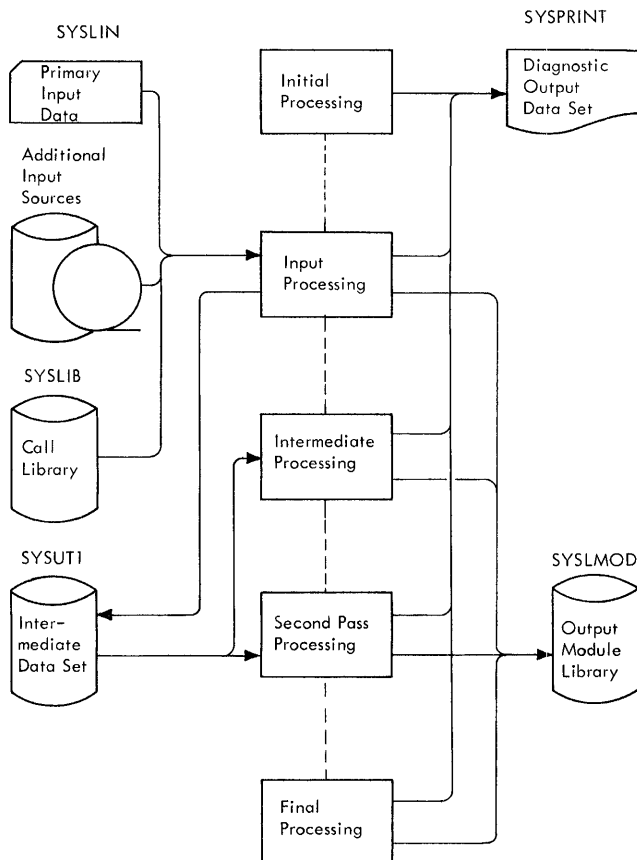 SYSLIN
Primary
Input
Data
Additional
Input
Sources
SYSLIB
Call
Library
SYSUT1
Inter-
mediate
Data Set
Initial
Processing
Input
Processing
Intermediate
Processing
Second Pass
Processing
Final
Processing
SYSPRINT
Diagnostic
Output
Data Set
SYSLMOD
Output
Module
Library